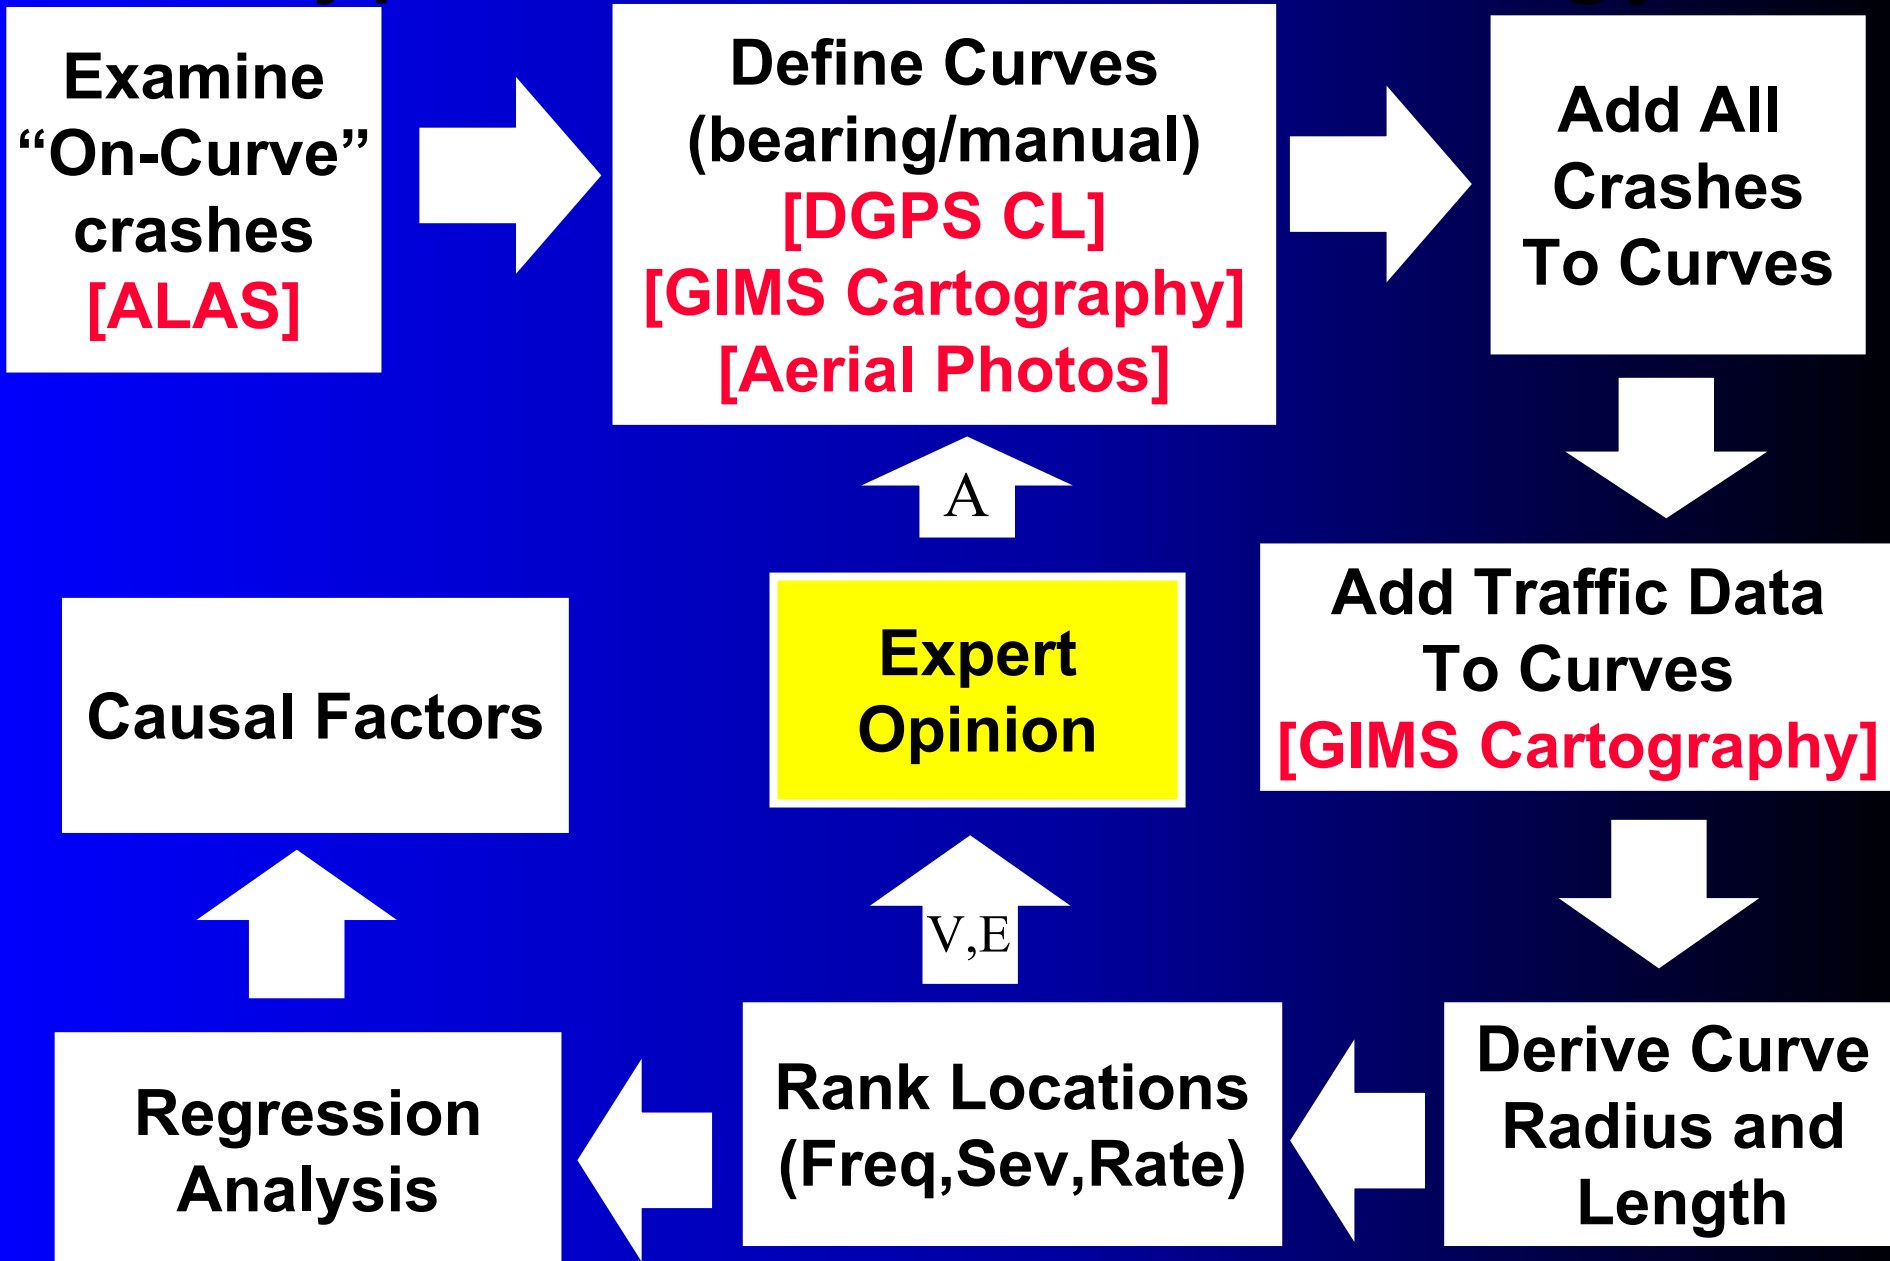 Examine
“On-Curve”
crashes
[ALAS]
Define Curves
(bearing/manual)
[DGPS CL]
[GIMS Cartography]
[Aerial Photos]
Add All
Crashes
To Curves
A
Causal Factors
Expert
Opinion
Add Traffic Data
To Curves
[GIMS Cartography]
V,E
Regression
Analysis
Rank Locations
(Freq,Sev,Rate)
Derive Curve
Radius and
Length